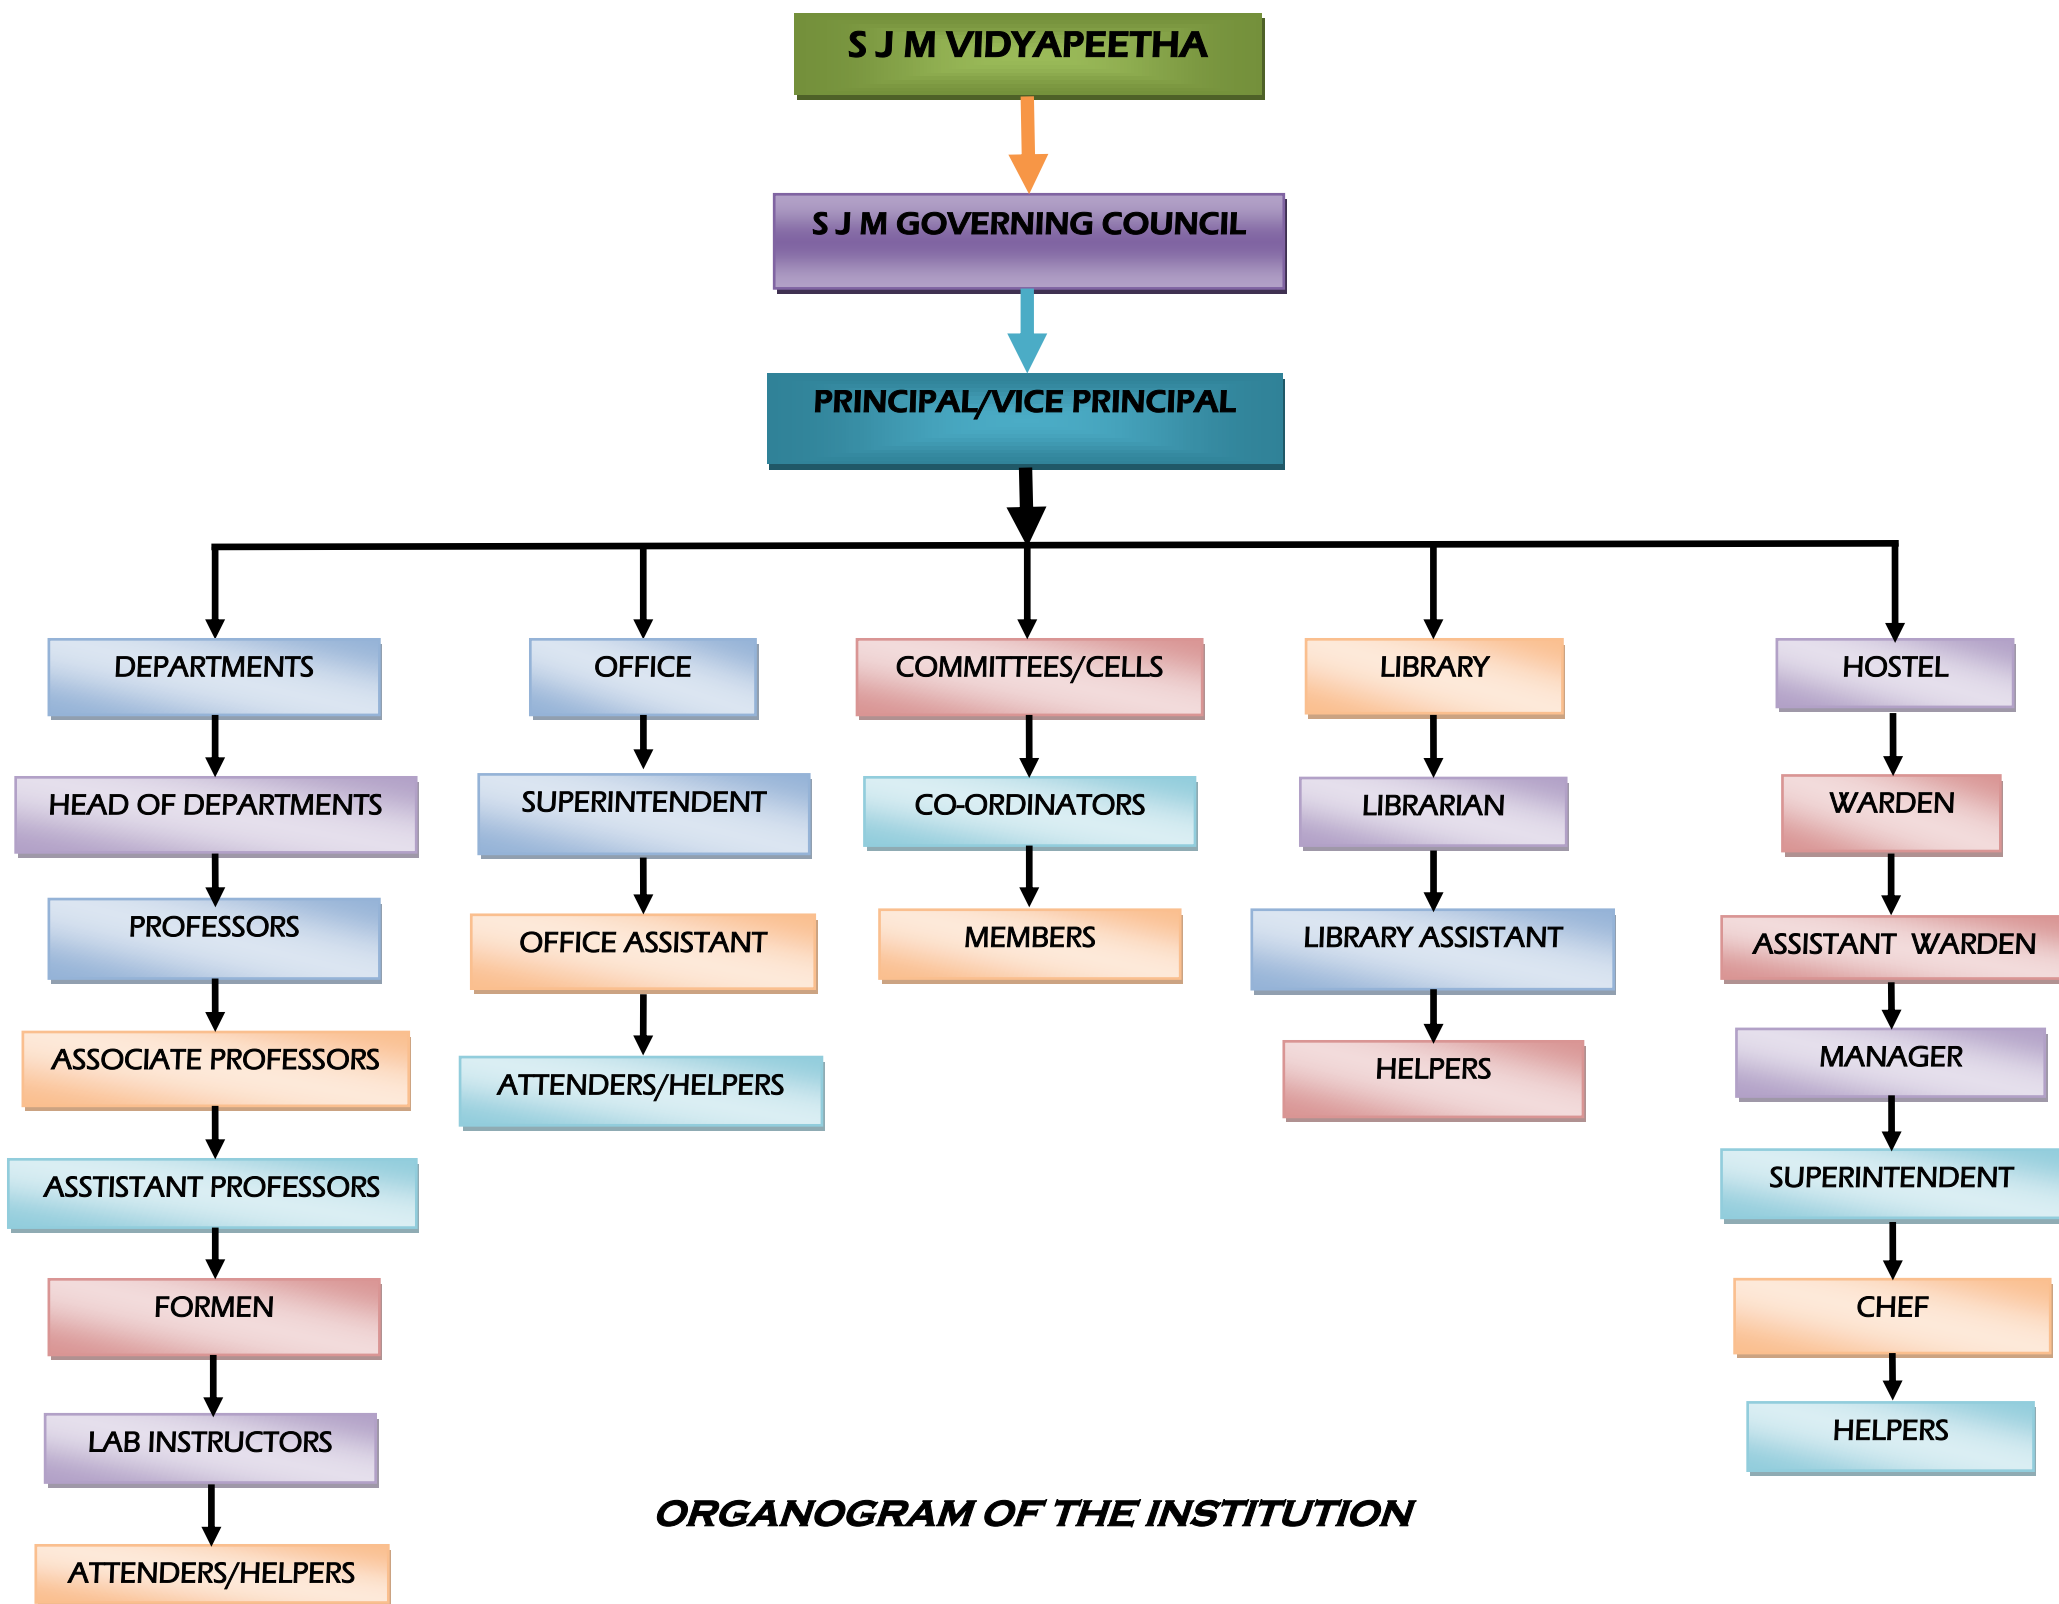 S J M VIDYAPEETHA
S J M GOVERNING COUNCIL
PRINCIPAL/VICE PRINCIPAL
DEPARTMENTS
HEAD OF DEPARTMENTS
PROFESSORS
ASSOCIATE PROFESSORS
ASSTISTANT PROFESSORS
FORMEN
LAB INSTRUCTORS
ATTENDERS/HELPERS
OFFICE
SUPERINTENDENT
OFFICE ASSISTANT
ATTENDERS/HELPERS
COMMITTEES/CELLS
CO-ORDINATORS
MEMBERS
LIBRARY
LIBRARIAN
LIBRARY ASSISTANT
HELPERS
HOSTEL
WARDEN
ASSISTANT WARDEN
MANAGER
SUPERINTENDENT
CHEF
HELPERS
ORGANOGRAM OF THE INSTITUTION